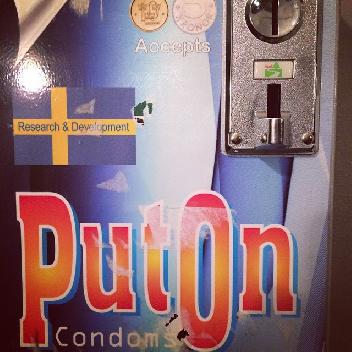 Accepts
Research & Development
PutOn
Condoms